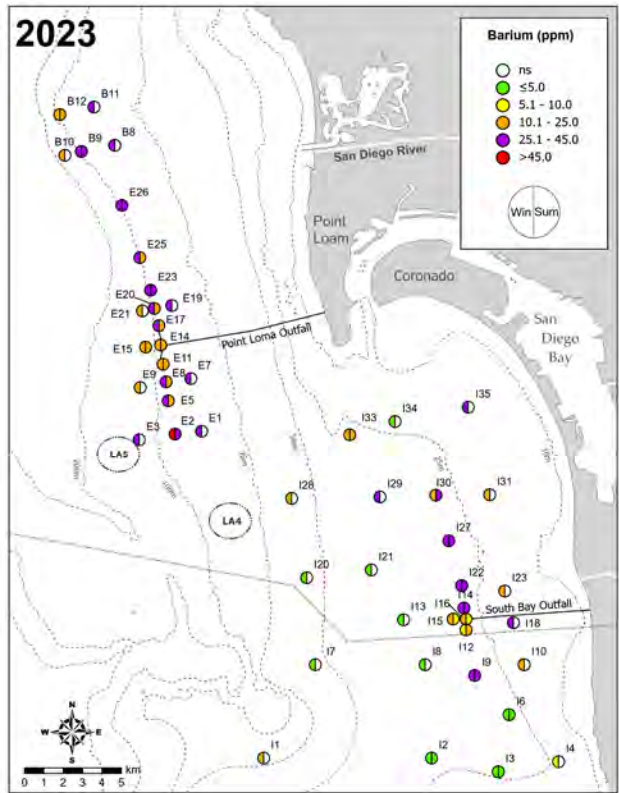 2023
Barium (ppm)
ns
≤5.0
5.1 - 10.0
10.1 - 25.0
25.1 - 45.0
>45.0
Win Sum
B11
B12
B9
B8
B10
San Diego River
E26
Point
Loam
E25
Coronado
E23
E20
E19
E21
E17
San
Diego
Bay
Point Loma Outfall
E14
E15
E11
E9
E8
E7
E5
E3
E2
E1
I35
I34
I33
LA5
I28
I29
I30
I31
LA4
I27
I20
I21
I22
I23
I14
I16
South Bay Outfall
I13
I15
I18
I12
I7
I8
I9
I10
I6
N
W E
S
I1
I2
I3
I4
0 1 2 3 4 5 km